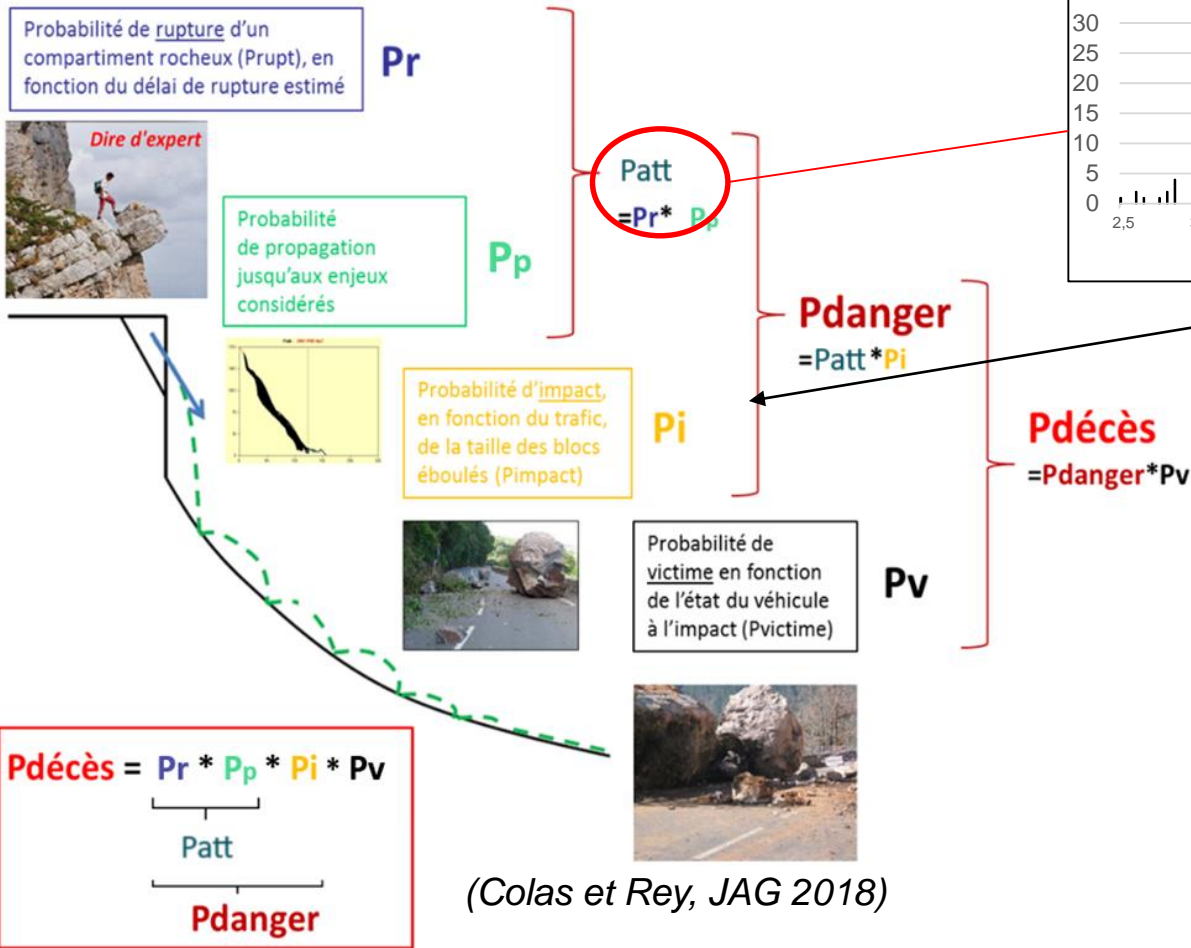 Probabilité de rupture d'un
compartiment rocheux (Prupt), en
fonction du délai de rupture estimé
Pr
Dire d'expert
Probabilité
de propagation
jusqu'aux enjeux
considérés
Pp
Patt
=Pr* Pp
Probabilité d'impact,
en fonction du trafic,
de la taille des blocs
éboulés (Pimpact)
Pi
Pdanger
=Patt*Pi
Probabilité de
victime en fonction
de l'état du véhicule
à l'impact (Pvictime)
Pv
Pdécès
=Pdanger*Pv
30
25
20
15
10
5
0
2,5
Pdécès = Pr * Pp * Pi * Pv
Patt
Pdanger
(Colas et Rey, JAG 2018)